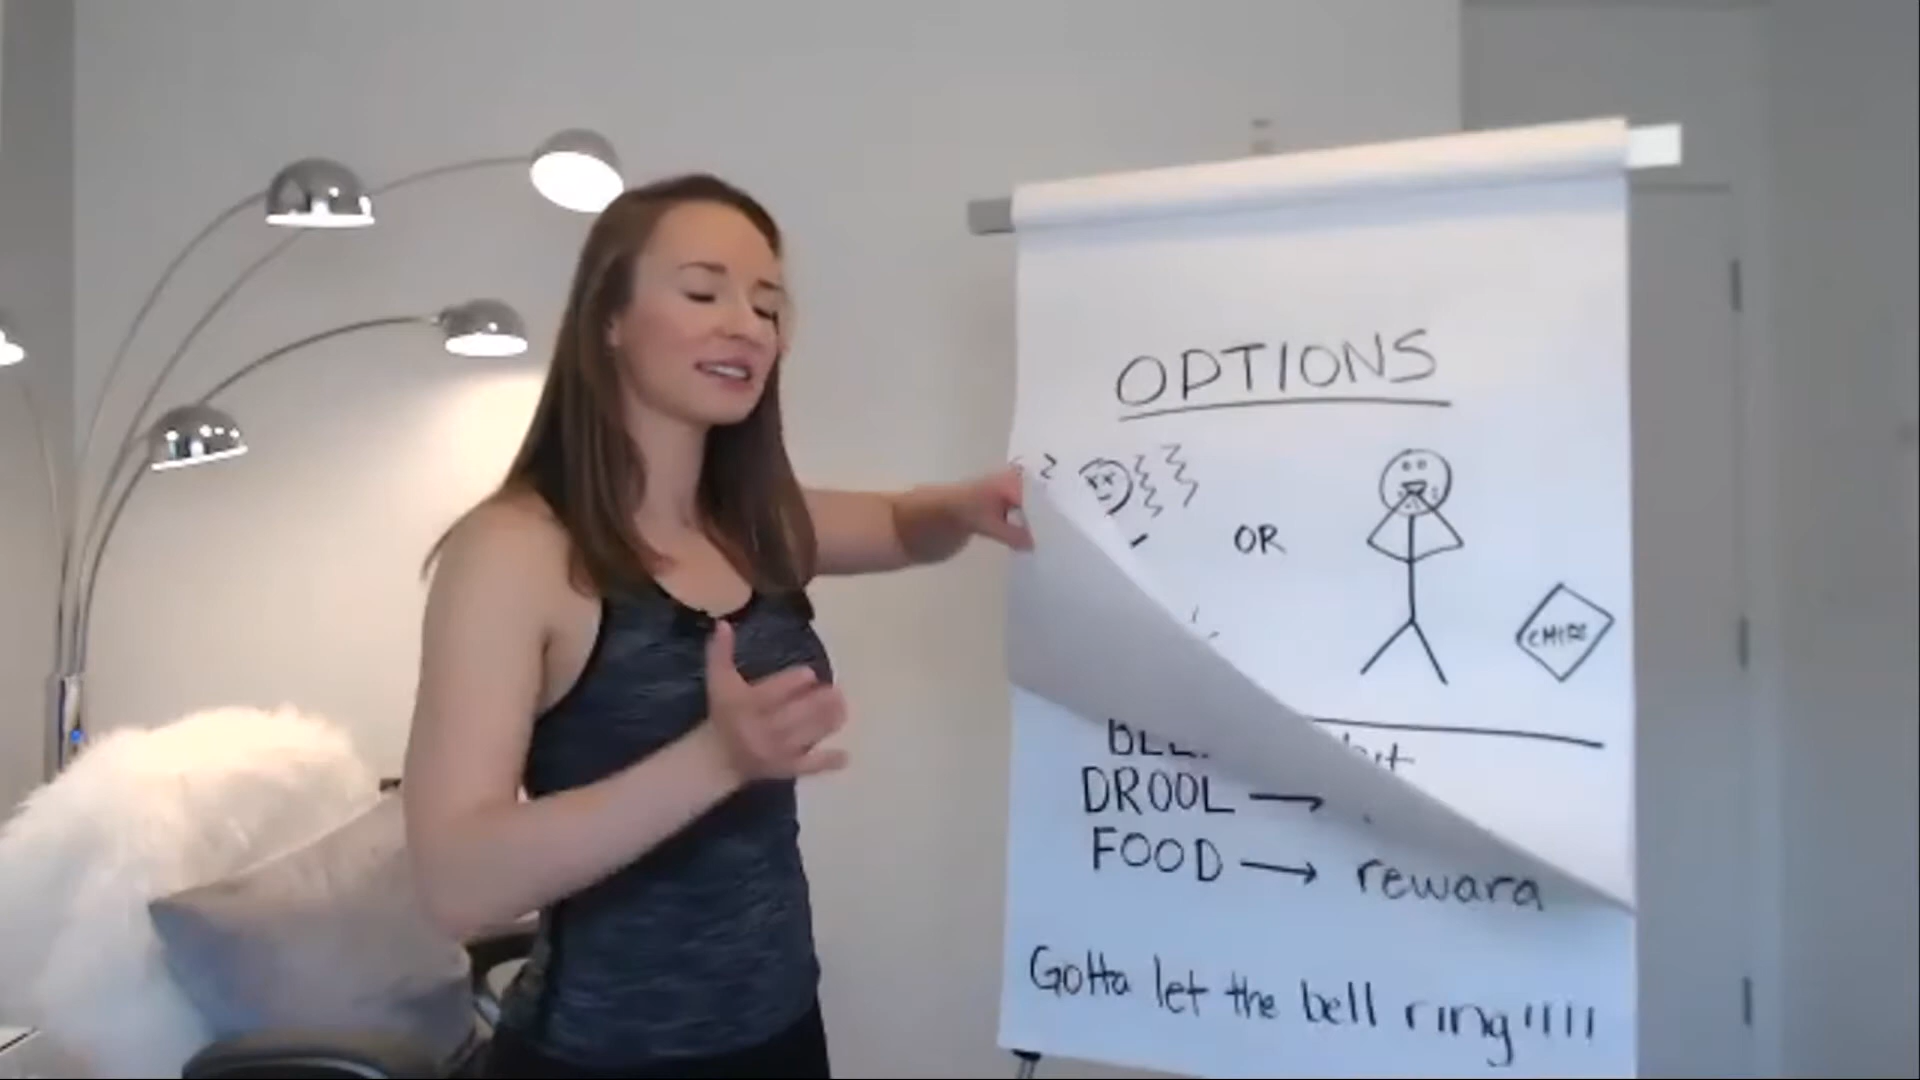 OPTIONS
OR
CHIPS
DROOL →
FOOD → reward
Gotta let the bell ring!!!!